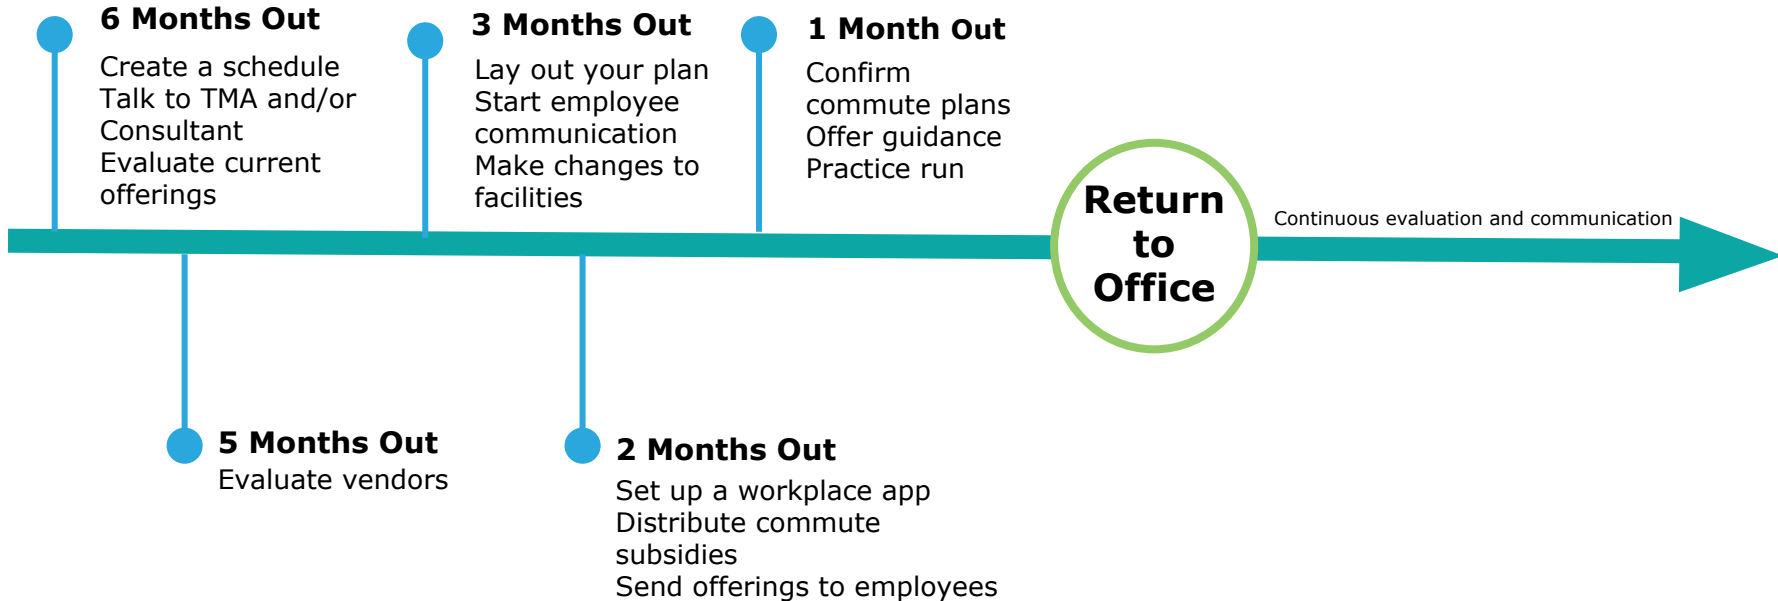 6 Months Out
Create a schedule
Talk to TMA and/or
Consultant
Evaluate current
offerings
5 Months Out
Evaluate vendors
3 Months Out
Lay out your plan
Start employee
communication
Make changes to
facilities
2 Months Out
Set up a workplace app
Distribute commute
subsidies
Send offerings to employees
1 Month Out
Confirm
commute plans
Offer guidance
Practice run
Return
to
Office
Continuous evaluation and communication